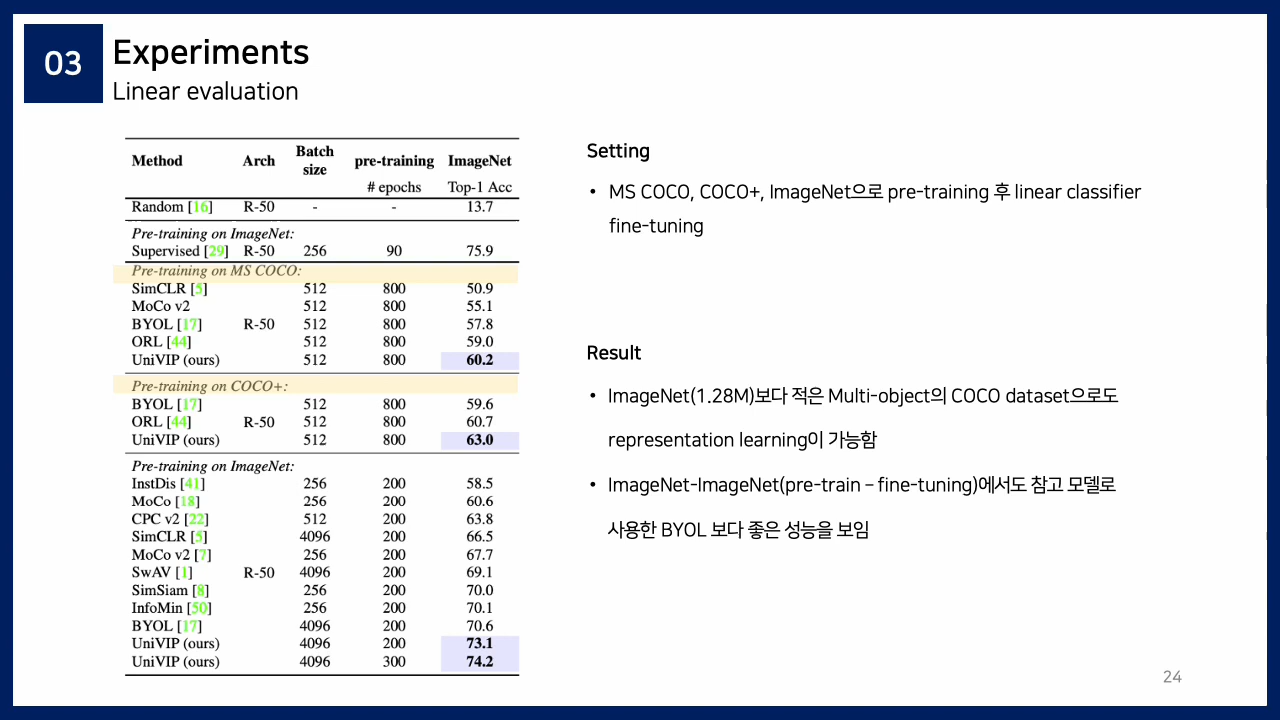 03
Experiments
Linear evaluation
Method Arch Batch size pre-training ImageNet
# epochs Top-1 Acc
Random [16] R-50 - - 13.7
Pre-training on ImageNet:
Supervised [29] R-50 256 90 75.9
Pre-training on MS COCO:
SimCLR [5] 512 800 50.9
MoCo v2 512 800 55.1
BYOL [17] R-50 512 800 57.8
ORL [44] 512 800 59.0
UniVIP (ours) 512 800 60.2
Pre-training on COCO+:
BYOL [17] 512 800 59.6
ORL [44] R-50 512 800 60.7
UniVIP (ours) 512 800 63.0
Pre-training on ImageNet:
InstDis [41] 256 200 58.5
MoCo [18] 256 200 60.6
CPC v2 [22] 512 200 63.8
SimCLR [5] 4096 200 66.5
MoCo v2 [7] 256 200 67.7
SwAV [1] R-50 4096 200 69.1
SimSiam [8] 256 200 70.0
InfoMin [50] 256 200 70.1
BYOL [17] 4096 200 70.6
UniVIP (ours) 4096 200 73.1
UniVIP (ours) 4096 300 74.2
Setting
• MS COCO, COCO+, ImageNet으로 pre-training 후 linear classifier
fine-tuning
Result
• ImageNet(1.28M)보다 적은 Multi-object의 COCO dataset으로도
representation learning이 가능함
• ImageNet-ImageNet(pre-train – fine-tuning)에서도 참고 모델로
사용한 BYOL 보다 좋은 성능을 보임
24